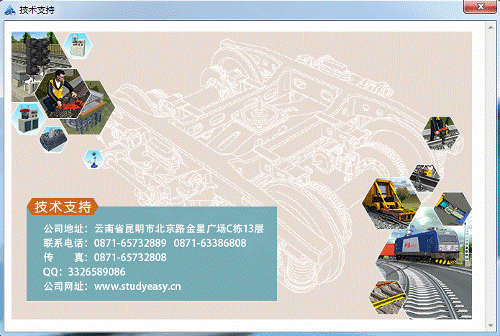 技术支持
技术支持
公司地址：云南省昆明市北京路金星广场C栋13层
联系电话：0871-65732889 0871-63386808
传 真：0871-65732808
QQ：3326589086
公司网址：www.studyeasy.cn